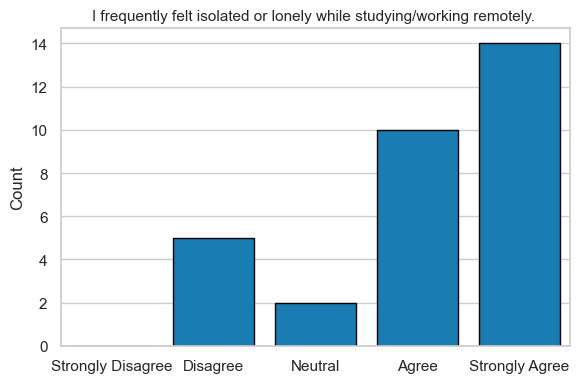 I frequently felt isolated or lonely while studying/working remotely.
14
12
10
8
6
4
2
0
Count
Strongly Disagree Disagree Neutral Agree Strongly Agree